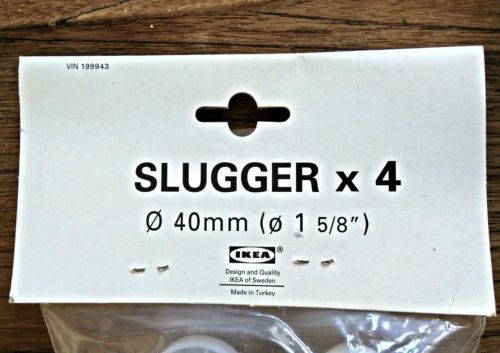 VIN 199943
SLUGGER x 4
Ø 40mm (ø 1 5/8")
IKEA®
Design and Quality
IKEA of Sweden
Made in Turkey